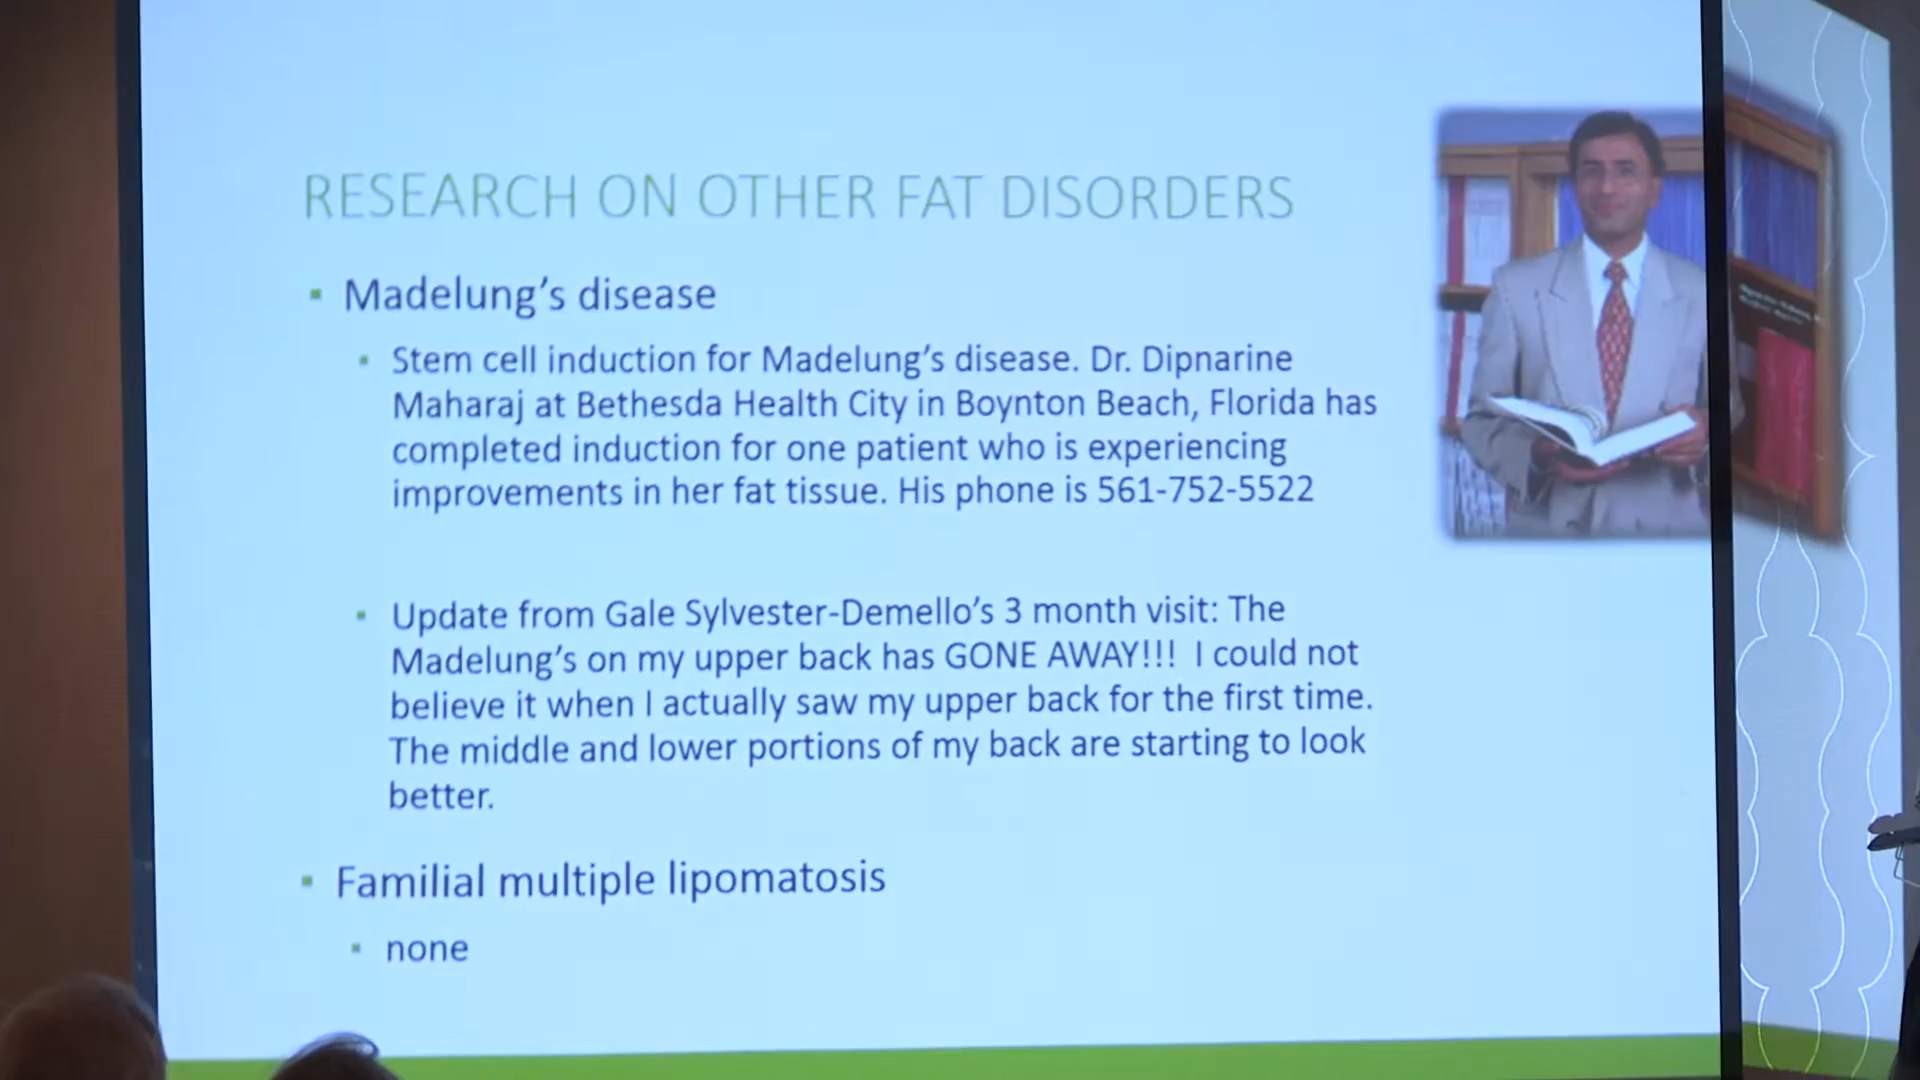 RESEARCH ON OTHER FAT DISORDERS
Madelung's disease
Stem cell induction for Madelung's disease. Dr. Dipnarine
Maharaj at Bethesda Health City in Boynton Beach, Florida has
completed induction for one patient who is experiencing
improvements in her fat tissue. His phone is 561-752-5522
Update from Gale Sylvester-Demello's 3 month visit: The
Madelung's on my upper back has GONE AWAY!!! I could not
believe it when I actually saw my upper back for the first time.
The middle and lower portions of my back are starting to look
better.
Familial multiple lipomatosis
none